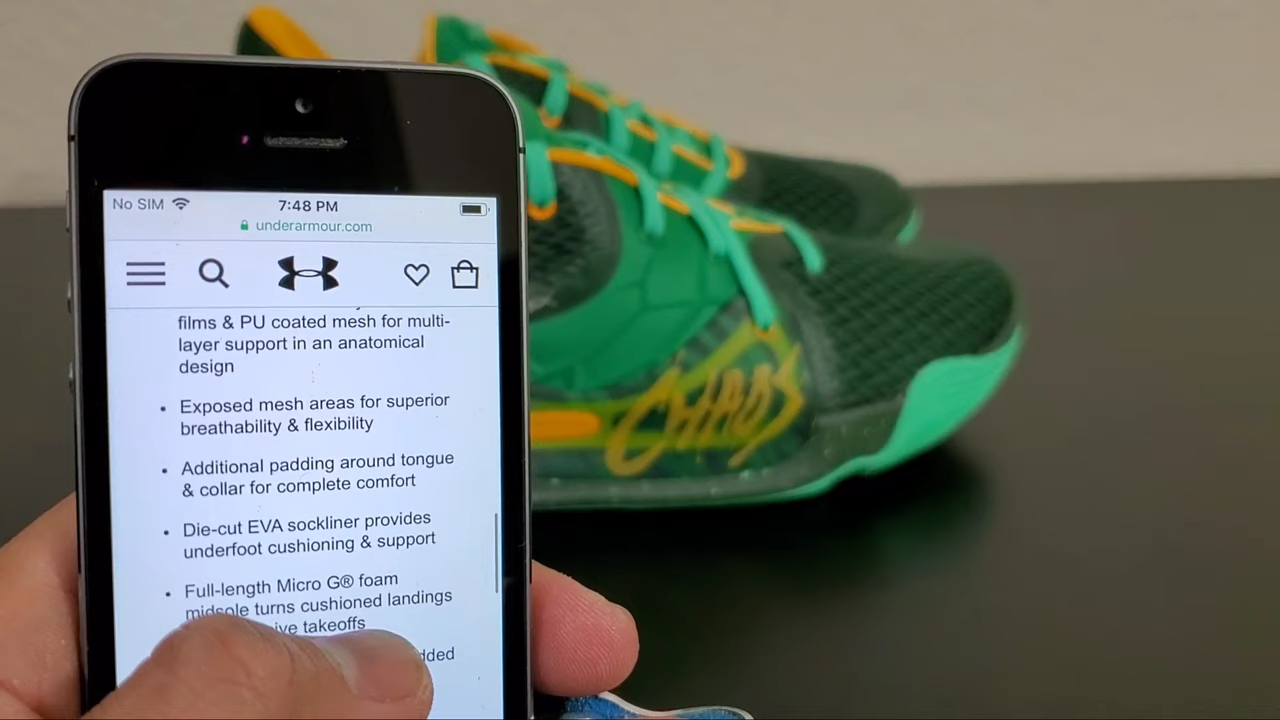 No SIM 7:48 PM
underarmour.com
films & PU coated mesh for multi-
layer support in an anatomical
design
• Exposed mesh areas for superior
breathability & flexibility
• Additional padding around tongue
& collar for complete comfort
• Die-cut EVA sockliner provides
underfoot cushioning & support
• Full-length Micro G® foam
midsole turns cushioned landings
takeoffs
CHAOS